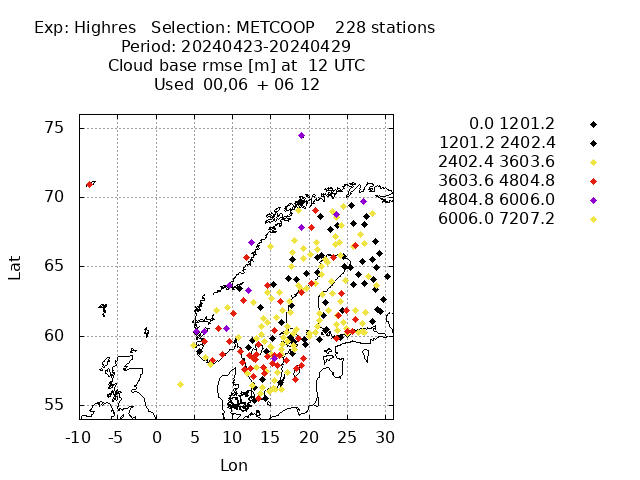 Exp: Highres   Selection: METCOOP    228 stations
Period: 20240423-20240429
Cloud base rmse [m] at  12 UTC
Used  00,06  + 06 12
0.0 1201.2
1201.2 2402.4
2402.4 3603.6
3603.6 4804.8
4804.8 6006.0
6006.0 7207.2
75
70
65
60
55
Lat
-10 -5 0 5 10 15 20 25 30
Lon